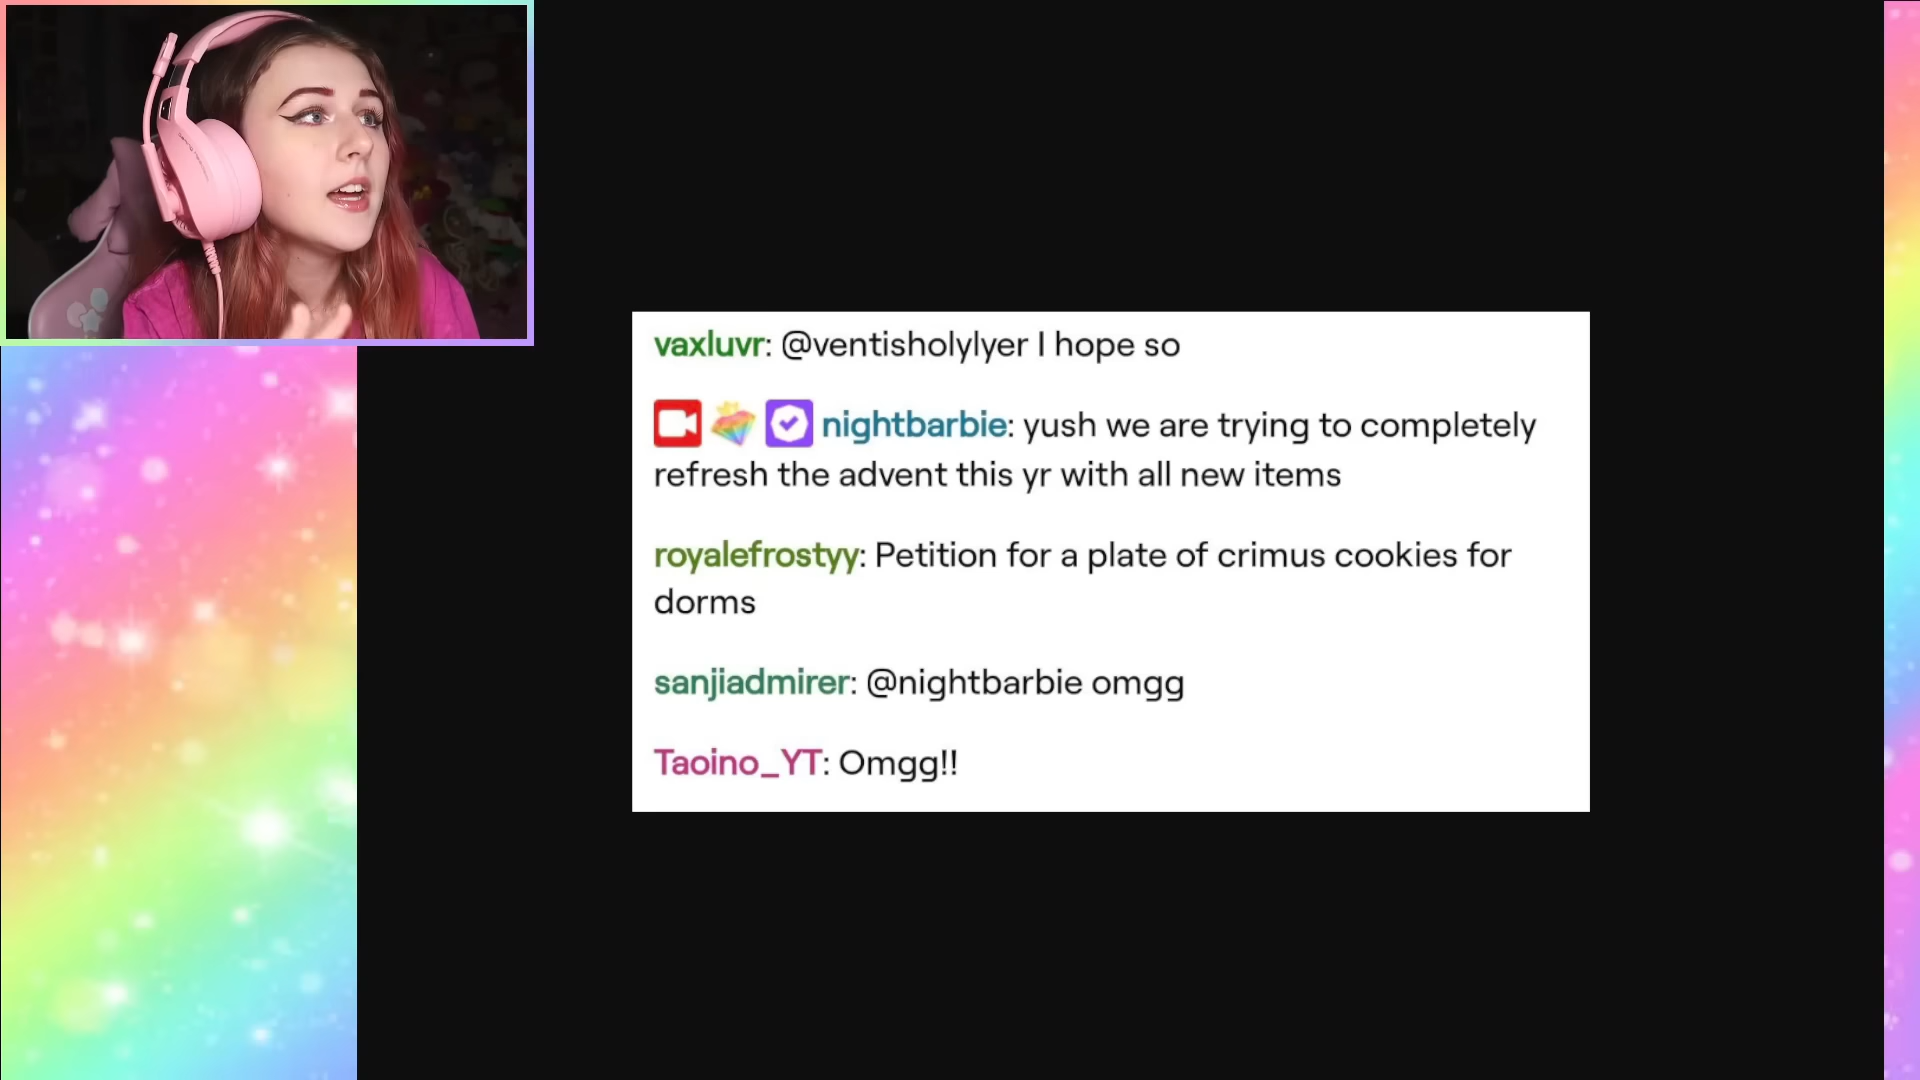 vaxluvr: @ventisholylyer I hope so
nightbarbie: yush we are trying to completely
refresh the advent this yr with all new items
royalefrostyy: Petition for a plate of crimus cookies for
dorms
sanjiadmirer: @nightbarbie omgg
Taoino_YT: Omgg!!